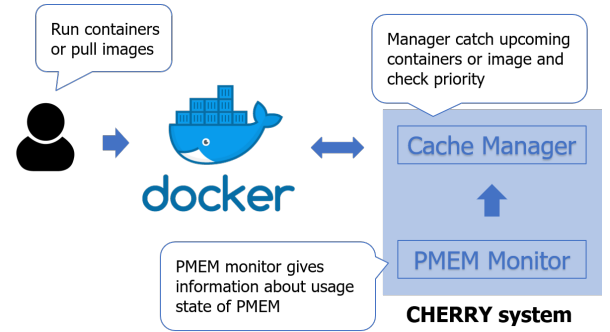 Run containers
or pull images
Manager catch upcoming
containers or image and
check priority
docker
Cache Manager
PMEM monitor gives
information about usage
state of PMEM
PMEM Monitor
CHERRY system